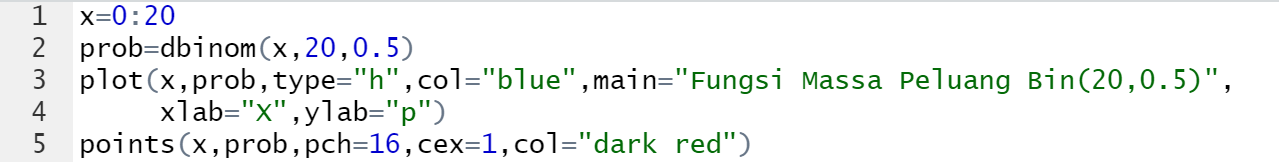 1 x=0:20
2 prob=dbinom(x,20,0.5)
3 plot(x,prob,type="h",col="blue",main="Fungsi Massa Peluang Bin(20,0.5)",
4      xlab="X",ylab="p")
5 points(x,prob,pch=16,cex=1,col="dark red")